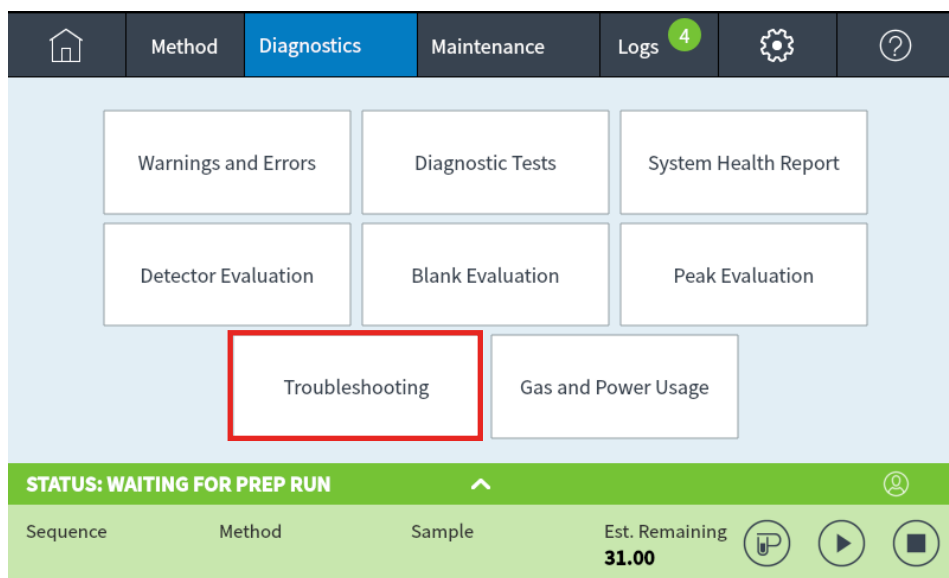 Method Diagnostics Maintenance Logs 4
Warnings and Errors Diagnostic Tests System Health Report
Detector Evaluation Blank Evaluation Peak Evaluation
Troubleshooting Gas and Power Usage
STATUS: WAITING FOR PREP RUN
Sequence Method Sample Est. Remaining
31.00